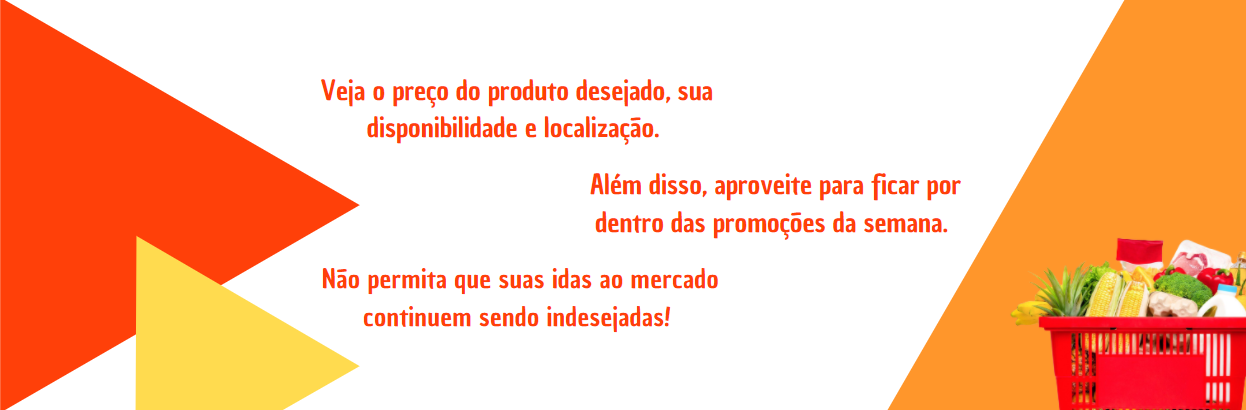 Veja o preço do produto desejado, sua
disponibilidade e localização.
Além disso, aproveite para ficar por
dentro das promoções da semana.
Não permita que suas idas ao mercado
continuem sendo indesejadas!